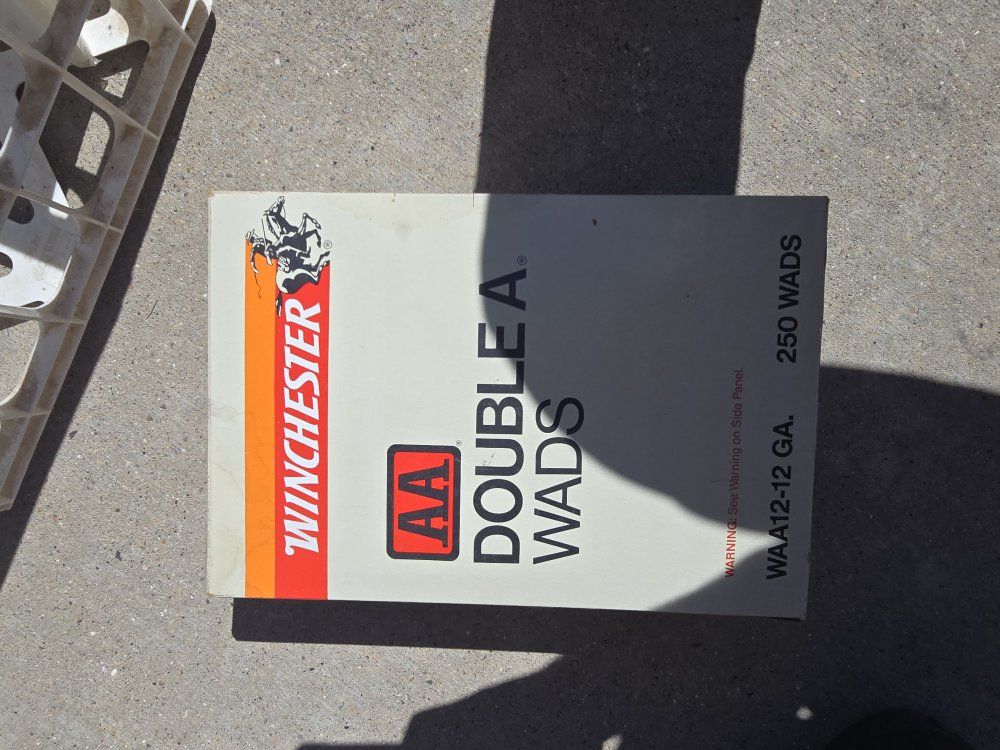 WINCHESTER ®
AA ®
DOUBLE A®
WADS
WARNING: See Warning on Side Panel.
WAA12-12 GA. 250 WADS